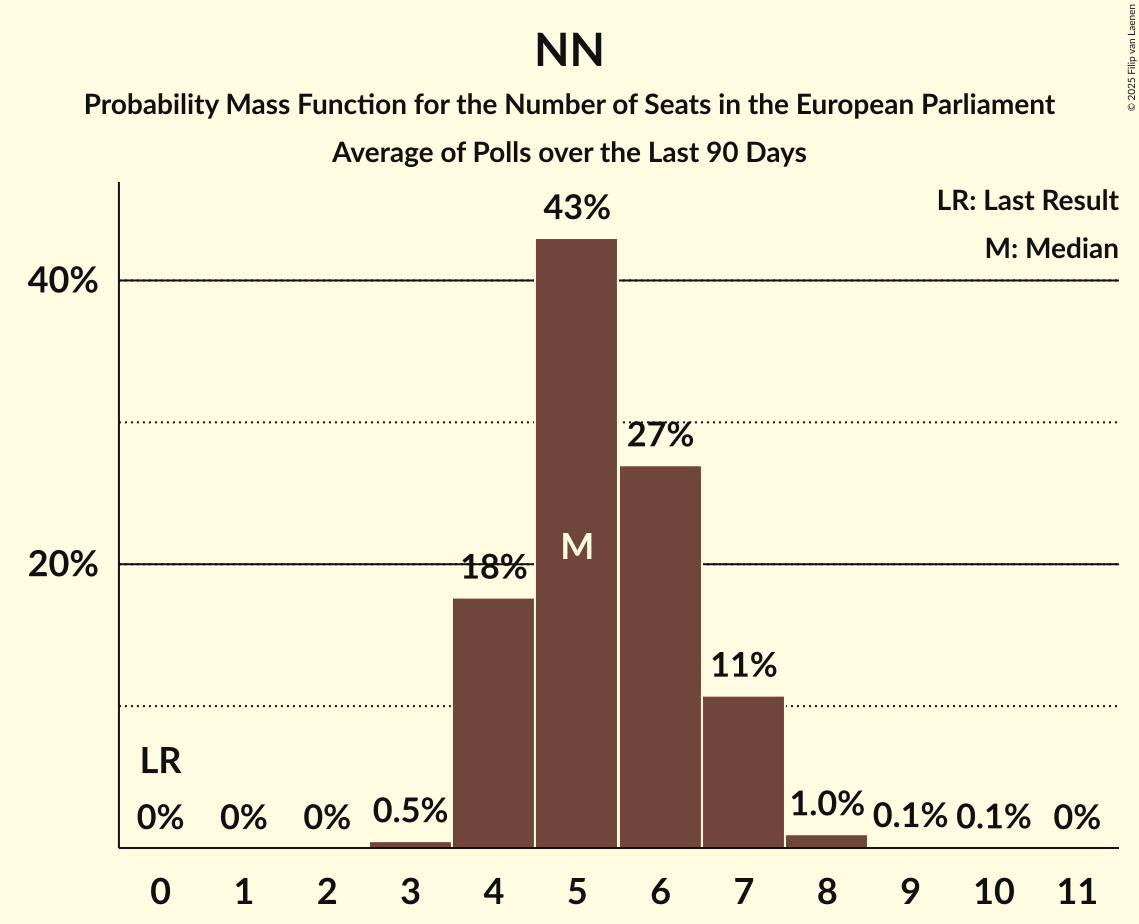 © 2025 Filip van Laenen
NN
Probability Mass Function for the Number of Seats in the European Parliament
Average of Polls over the Last 90 Days
LR: Last Result
M: Median
40%
20%
LR
0%
0%
0%
0.5%
18%
43%
M
27%
11%
1.0%
0.1%
0.1%
0%
0 1 2 3 4 5 6 7 8 9 10 11